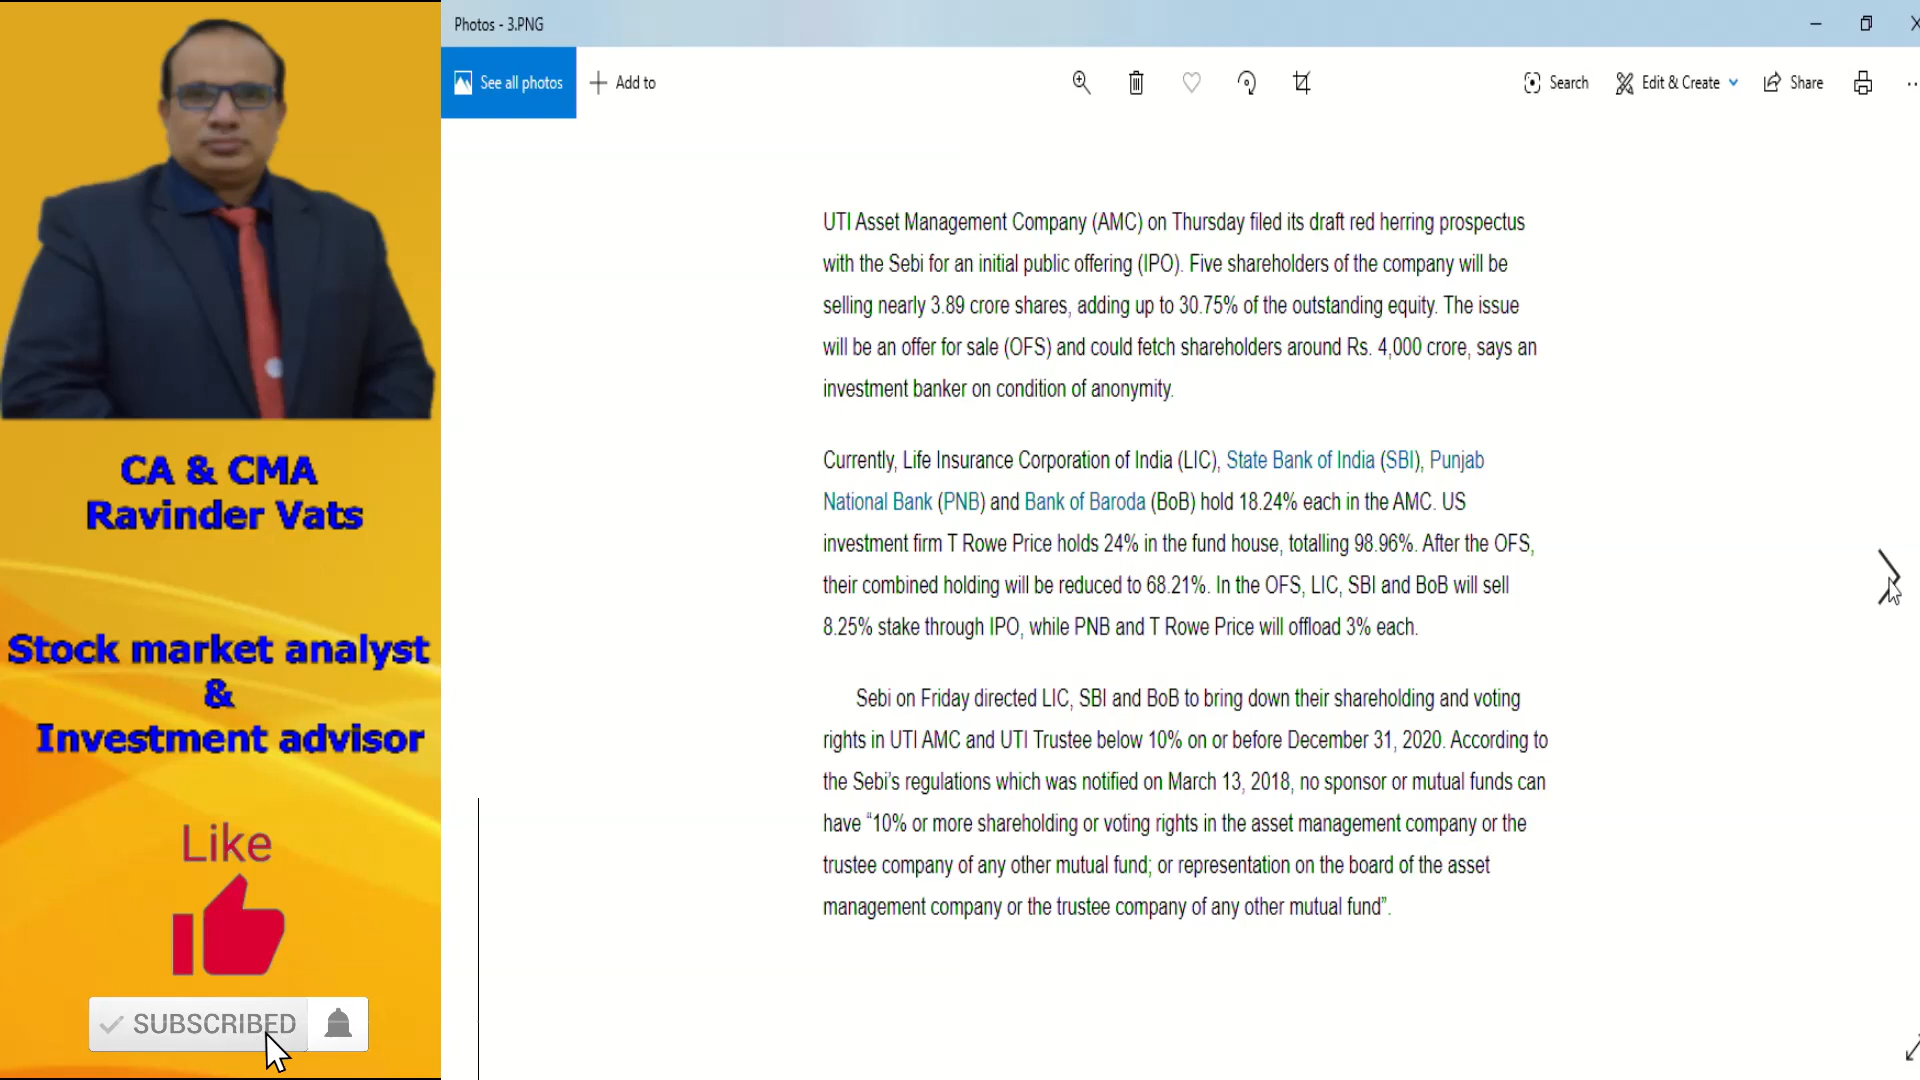 Photos - 3.PNG
See all photos
Add to
Search
Edit & Create
Share
UTI Asset Management Company (AMC) on Thursday filed its draft red herring prospectus
with the Sebi for an initial public offering (IPO). Five shareholders of the company will be
selling nearly 3.89 crore shares, adding up to 30.75% of the outstanding equity. The issue
will be an offer for sale (OFS) and could fetch shareholders around Rs. 4,000 crore, says an
investment banker on condition of anonymity.
Currently, Life Insurance Corporation of India (LIC), State Bank of India (SBI), Punjab
National Bank (PNB) and Bank of Baroda (BoB) hold 18.24% each in the AMC. US
investment firm T Rowe Price holds 24% in the fund house, totalling 98.96%. After the OFS,
their combined holding will be reduced to 68.21%. In the OFS, LIC, SBI and BoB will sell
8.25% stake through IPO, while PNB and T Rowe Price will offload 3% each.
Sebi on Friday directed LIC, SBI and BoB to bring down their shareholding and voting
rights in UTI AMC and UTI Trustee below 10% on or before December 31, 2020. According to
the Sebi's regulations which was notified on March 13, 2018, no sponsor or mutual funds can
have “10% or more shareholding or voting rights in the asset management company or the
trustee company of any other mutual fund; or representation on the board of the asset
management company or the trustee company of any other mutual fund”.
CA & CMA
Ravinder Vats
Stock market analyst
&
Investment advisor
Like
SUBSCRIBED